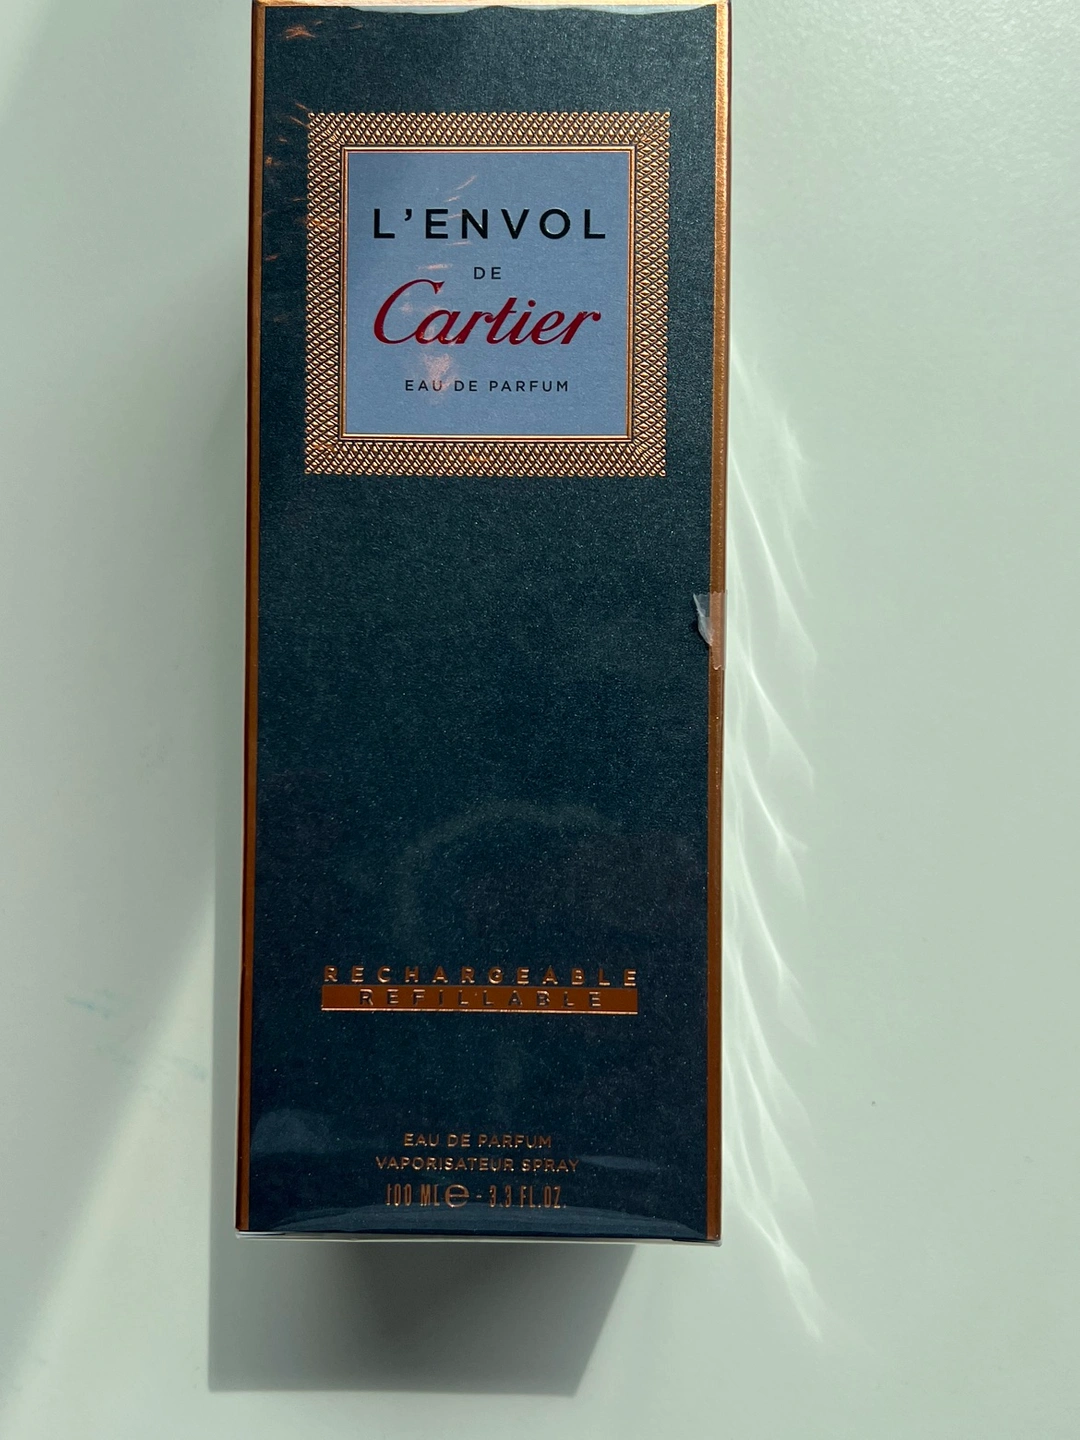 L'ENVOL
DE
Cartier
EAU DE PARFUM
RECHARGEABLE
REFILLABLE
EAU DE PARFUM
VAPORISATEUR SPRAY
100 ML e - 3.3 FL.OZ.